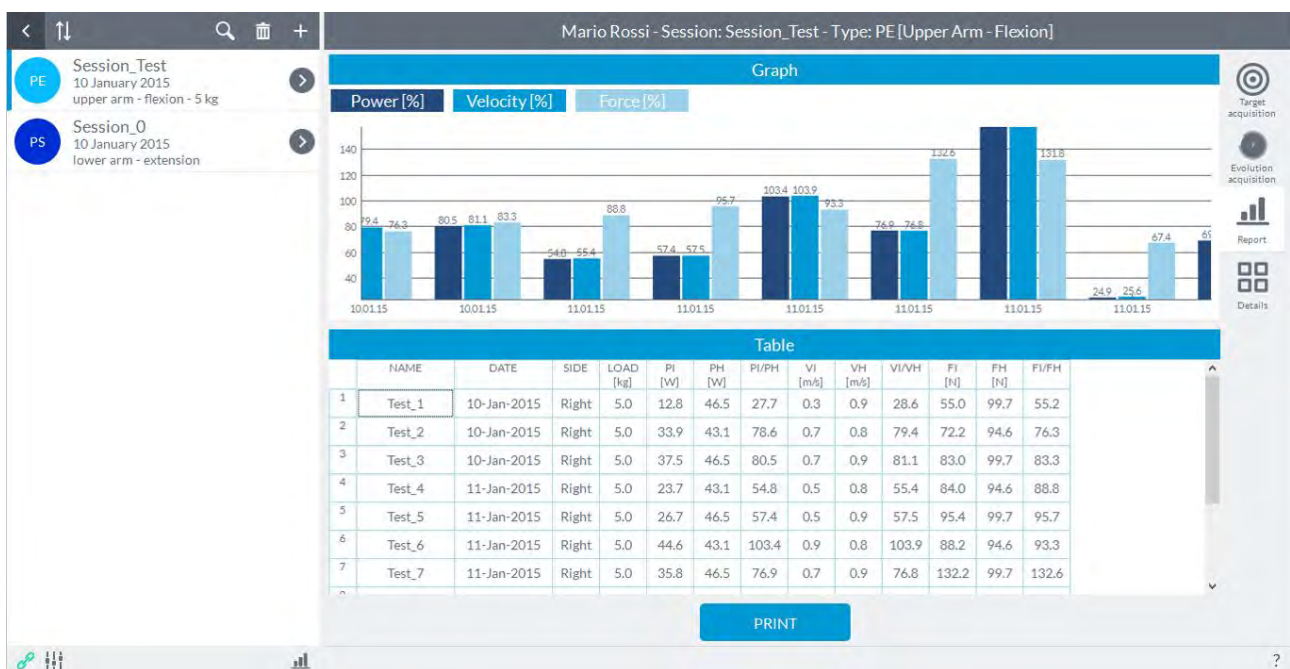 Mario Rossi - Session: Session_Test - Type: PE [Upper Arm - Flexion]
PE
Session_Test
10 January 2015
upper arm - flexion - 5 kg
PS
Session_0
10 January 2015
lower arm - extension
Graph
Power [%] Velocity [%] Force [%]
140
120
100
80
60
40
79.4 76.3 80.5 81.1 83.3 54.8 55.4 88.8 57.4 57.5 95.7 103.4 103.9 93.3 76.9 76.8 132.6 131.8 24.9 25.6 67.4
10.01.15 10.01.15 11.01.15 11.01.15 11.01.15 11.01.15 11.01.15 11.01.15
Target
acquisition
Evolution
acquisition
Report
Details
Table
NAME DATE SIDE LOAD [kg] PI [W] PH [W] PI/PH VI [m/s] VH [m/s] VI/VH FI [N] FH [N] FI/FH
1 Test_1 10-Jan-2015 Right 5.0 12.8 46.5 27.7 0.3 0.9 28.6 55.0 99.7 55.2
2 Test_2 10-Jan-2015 Right 5.0 33.9 43.1 78.6 0.7 0.8 79.4 72.2 94.6 76.3
3 Test_3 10-Jan-2015 Right 5.0 37.5 46.5 80.5 0.7 0.9 81.1 83.0 99.7 83.3
4 Test_4 11-Jan-2015 Right 5.0 23.7 43.1 54.8 0.5 0.8 55.4 84.0 94.6 88.8
5 Test_5 11-Jan-2015 Right 5.0 26.7 46.5 57.4 0.5 0.9 57.5 95.4 99.7 95.7
6 Test_6 11-Jan-2015 Right 5.0 44.6 43.1 103.4 0.9 0.8 103.9 88.2 94.6 93.3
7 Test_7 11-Jan-2015 Right 5.0 35.8 46.5 76.9 0.7 0.9 76.8 132.2 99.7 132.6
PRINT
?